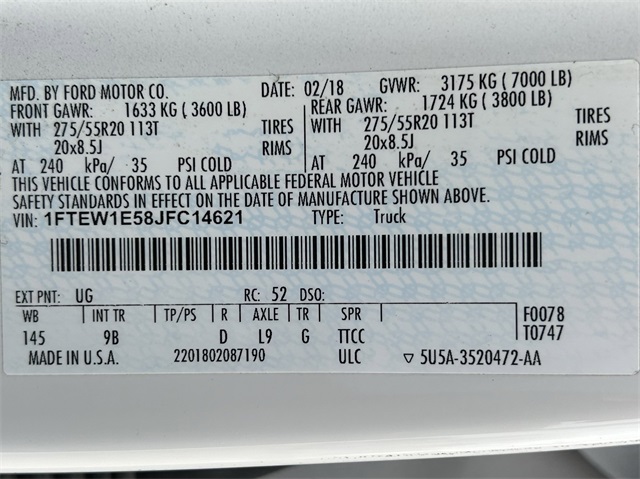 MFD. BY FORD MOTOR CO. DATE: 02/18 GVWR: 3175 KG (7000 LB)
FRONT GAWR: 1633 KG (3600 LB) REAR GAWR: 1724 KG (3800 LB)
WITH 275/55R20 113T TIRES WITH 275/55R20 113T TIRES
20x8.5J RIMS 20x8.5J RIMS
AT 240 kPa/ 35 PSI COLD AT 240 kPa/ 35 PSI COLD
THIS VEHICLE CONFORMS TO ALL APPLICABLE FEDERAL MOTOR VEHICLE
SAFETY STANDARDS IN EFFECT ON THE DATE OF MANUFACTURE SHOWN ABOVE.
VIN: 1FTEW1E58JFC14621 TYPE: Truck
EXT PNT: UG RC: 52 DSO:
WB INT TR TP/PS R AXLE TR SPR F0078
145 9B D L9 G TTCC T0747
MADE IN U.S.A. 2201802087190 ULC ▽ 5U5A-3520472-AA